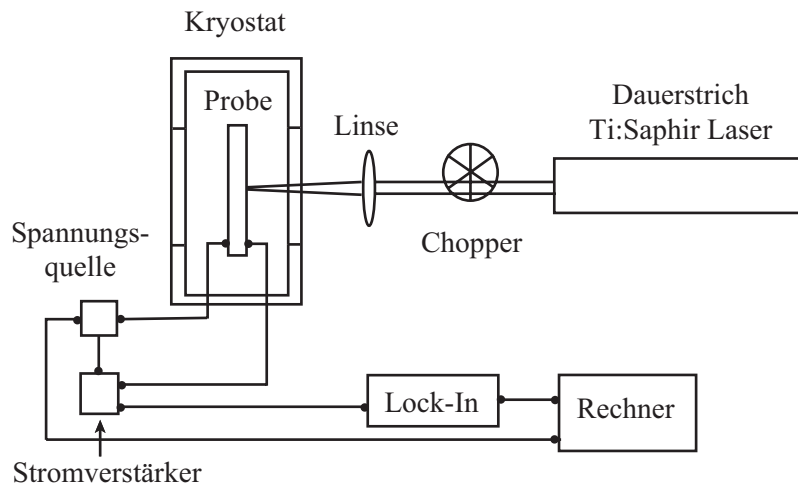 Kryostat
Probe
Linse
Dauerstrich
Ti:Saphir Laser
Chopper
Spannungs-
quelle
Lock-In
Rechner
Stromverstärker